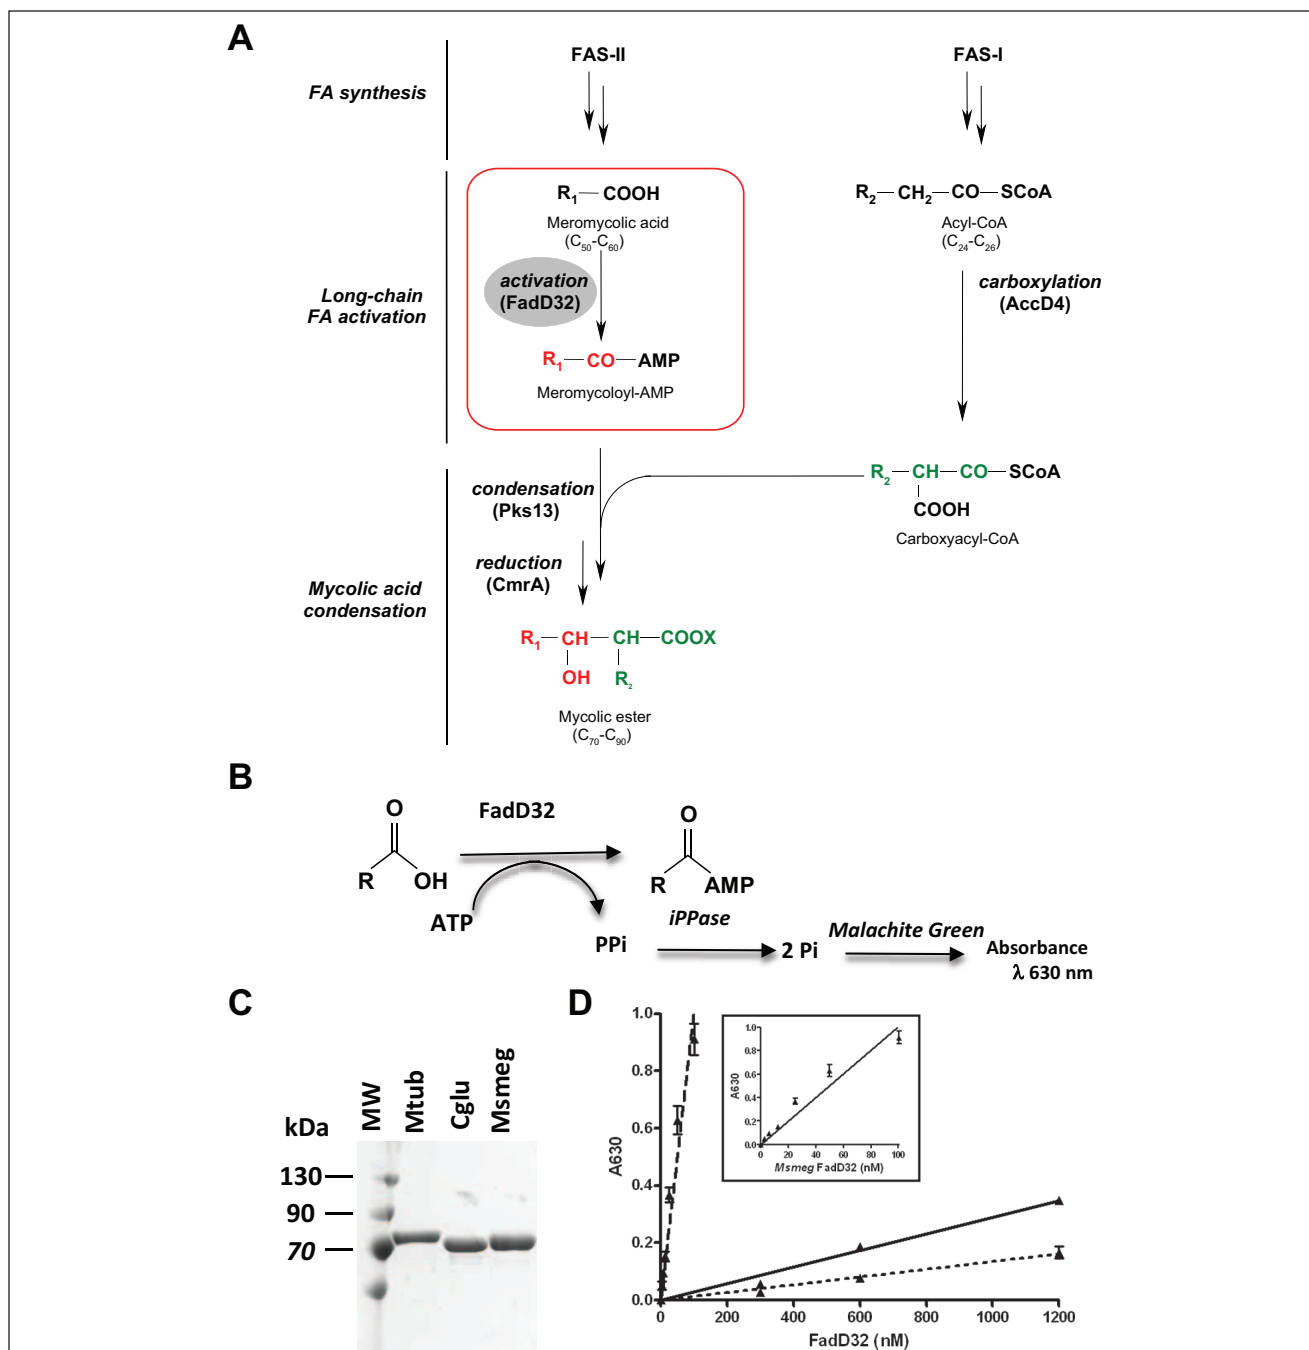 A
FAS-II
FAS-I
FA synthesis
R1—COOH
Meromycolic acid
(C50-C60)
R2—CH2—CO—SCoA
Acyl-CoA
(C24-C26)
activation
(FadD32)
carboxylation
(AccD4)
Long-chain
FA activation
R1—CO—AMP
Meromycoloyl-AMP
R2—CH—CO—SCoA
COOH
Carboxyacyl-CoA
condensation
(Pks13)
reduction
(CmrA)
Mycolic acid
condensation
R1—CH—CH—COOX
OH
R2
Mycolic ester
(C70-C90)
B
O
R
OH
FadD32
ATP
PPi
O
R
AMP
iPPase
2 Pi
Malachite Green
Absorbance
λ 630 nm
C
kDa
MW
Mtub
Cglu
Msmeg
130
90
70
D
A630
1.0
0.8
0.6
0.4
0.2
0.0
0
200
400
600
800
1000
1200
FadD32 (nM)
A630
1.0
0.8
0.6
0.4
0.2
0.0
0
20
40
60
80
100
Msmeg FadD32 (nM)